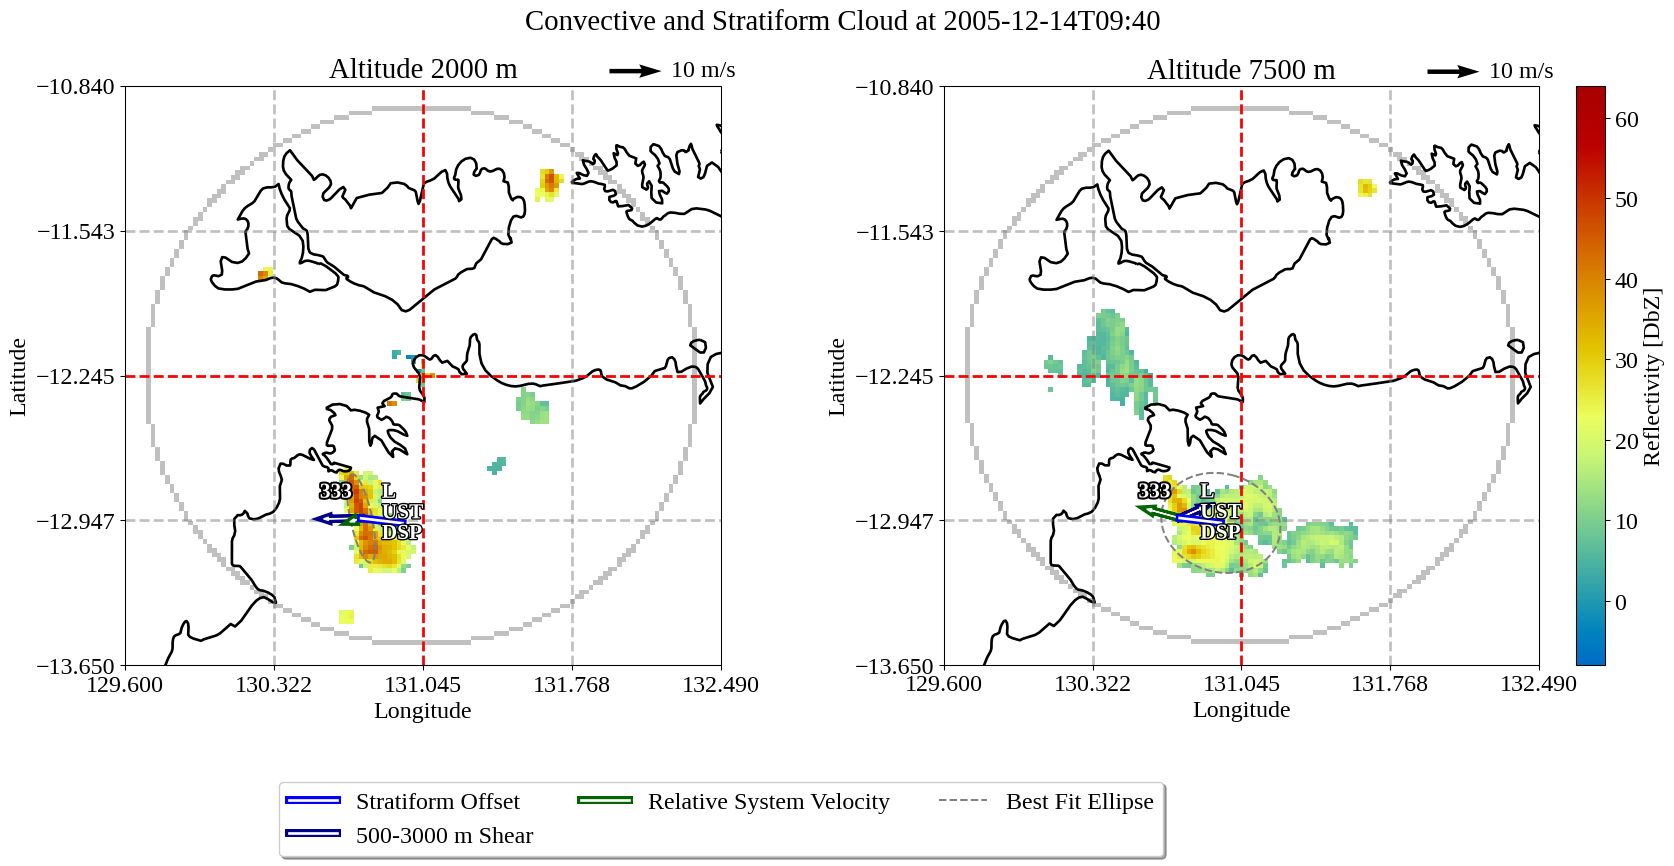 Convective and Stratiform Cloud at 2005-12-14T09:40
Altitude 2000 m
10 m/s
Latitude
−10.840
−11.543
−12.245
−12.947
−13.650
333
L
UST
DSP
129.600
130.322
131.045
131.768
132.490
Longitude
Altitude 7500 m
10 m/s
Latitude
−10.840
−11.543
−12.245
−12.947
−13.650
333
L
UST
DSP
129.600
130.322
131.045
131.768
132.490
Longitude
60
50
40
30
20
10
0
Reflectivity [DbZ]
Stratiform Offset
500-3000 m Shear
Relative System Velocity
Best Fit Ellipse